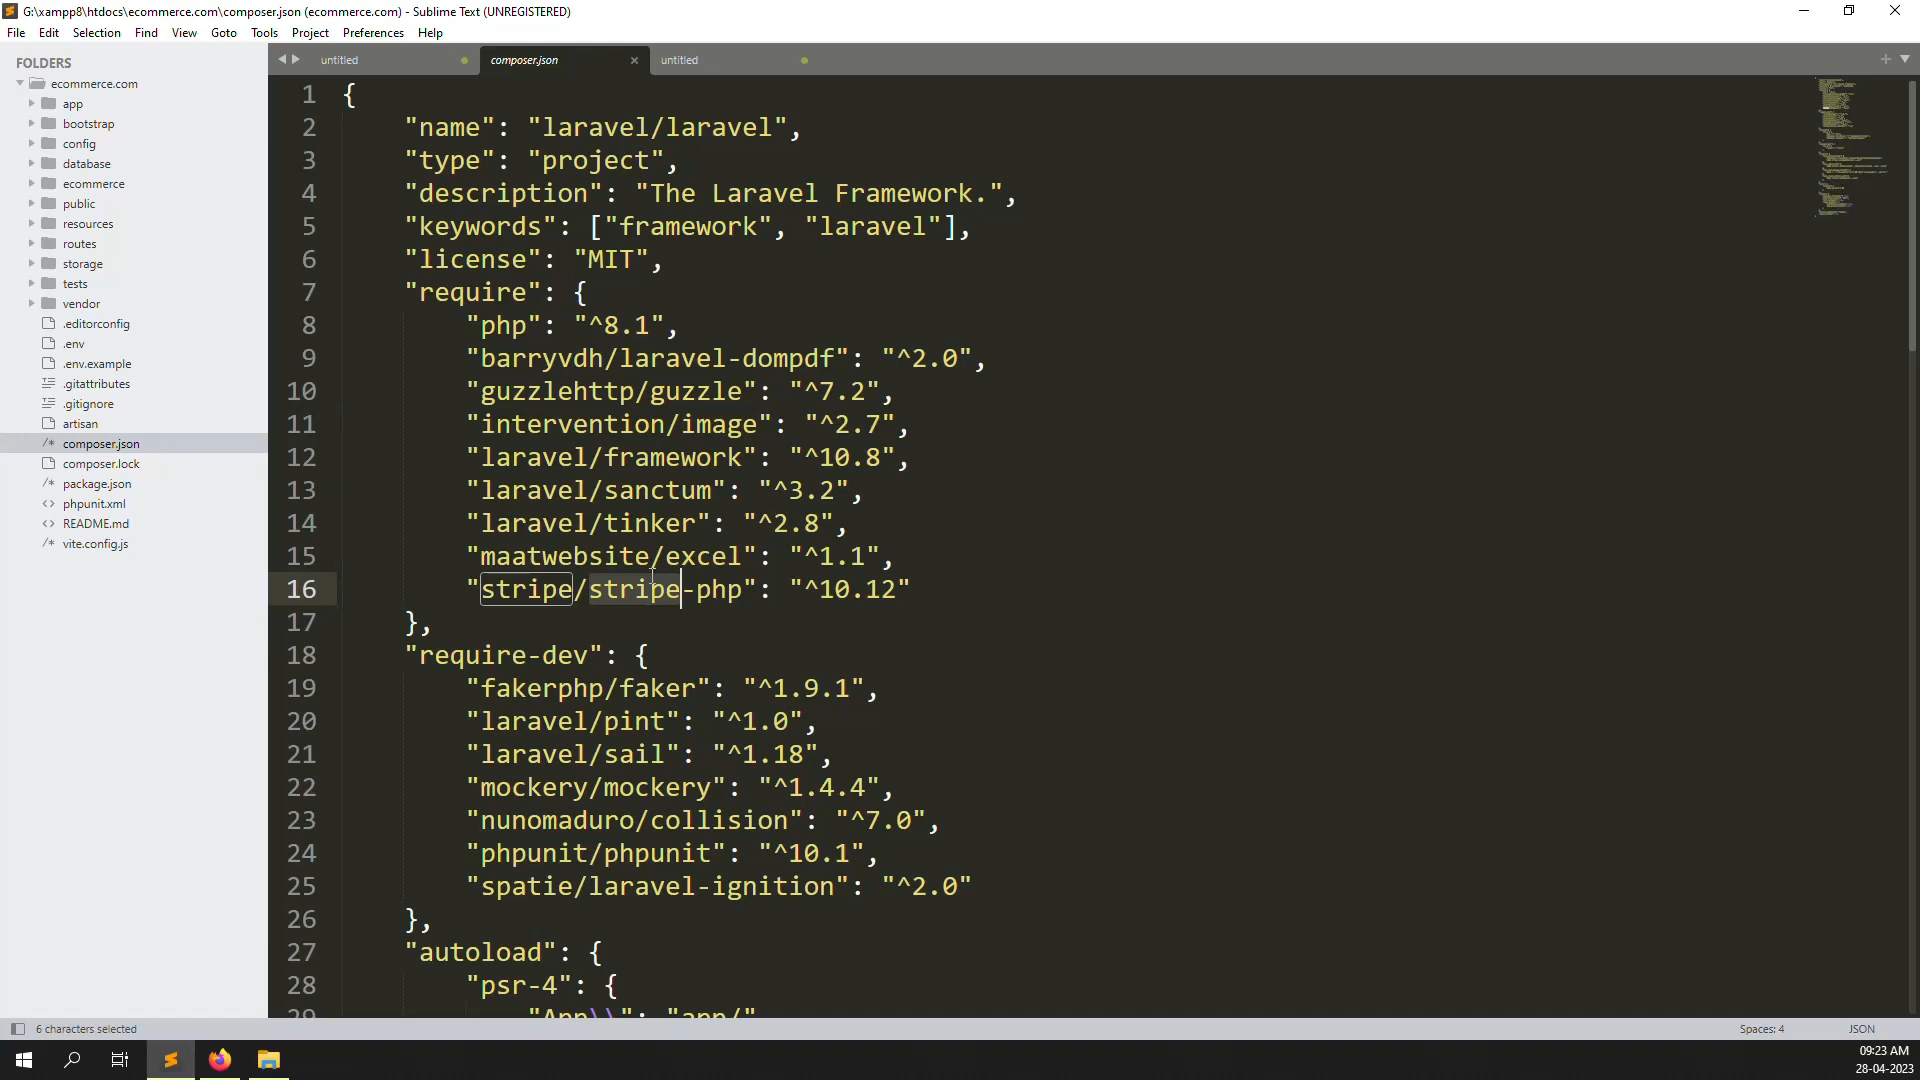 G:\xampp8\htdocs\ecommerce.com\composer.json (ecommerce.com) - Sublime Text (UNREGISTERED)
File Edit Selection Find View Goto Tools Project Preferences Help
FOLDERS
ecommerce.com
app
bootstrap
config
database
ecommerce
public
resources
routes
storage
tests
vendor
.editorconfig
.env
.env.example
.gitattributes
.gitignore
artisan
composer.json
composer.lock
package.json
phpunit.xml
README.md
vite.config.js
untitled composer.json untitled
1 {
2 "name": "laravel/laravel",
3 "type": "project",
4 "description": "The Laravel Framework.",
5 "keywords": ["framework", "laravel"],
6 "license": "MIT",
7 "require": {
8 "php": "^8.1",
9 "barryvdh/laravel-dompdf": "^2.0",
10 "guzzlehttp/guzzle": "^7.2",
11 "intervention/image": "^2.7",
12 "laravel/framework": "^10.8",
13 "laravel/sanctum": "^3.2",
14 "laravel/tinker": "^2.8",
15 "maatwebsite/excel": "^1.1",
16 "stripe/stripe-php": "^10.12"
17 },
18 "require-dev": {
19 "fakerphp/faker": "^1.9.1",
20 "laravel/pint": "^1.0",
21 "laravel/sail": "^1.18",
22 "mockery/mockery": "^1.4.4",
23 "nunomaduro/collision": "^7.0",
24 "phpunit/phpunit": "^10.1",
25 "spatie/laravel-ignition": "^2.0"
26 },
27 "autoload": {
28 "psr-4": {
29 "App\\": "app/"
6 characters selected
Spaces: 4 JSON
09:23 AM
28-04-2023